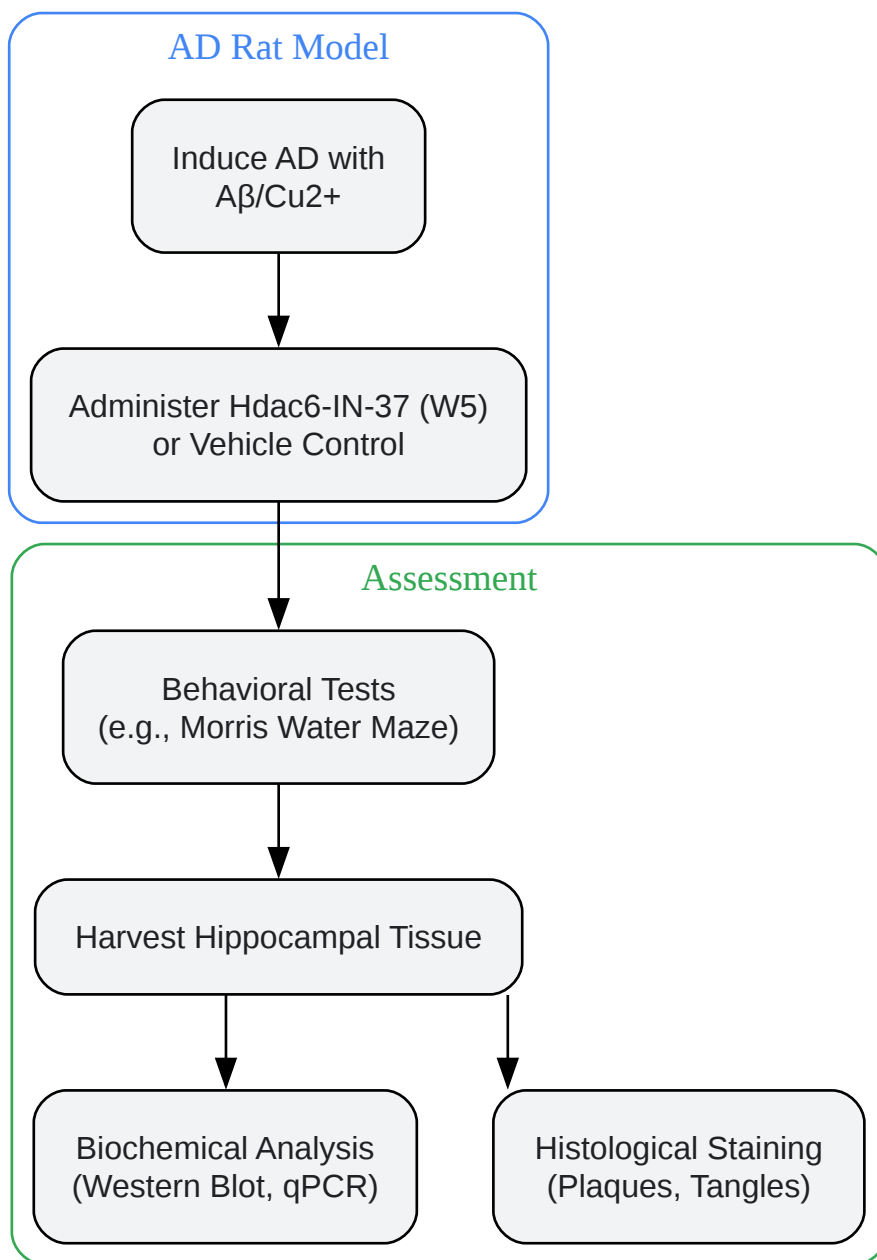 AD Rat Model
Induce AD with
Aβ/Cu2+
Administer Hdac6-IN-37 (W5)
or Vehicle Control
Assessment
Behavioral Tests
(e.g., Morris Water Maze)
Harvest Hippocampal Tissue
Biochemical Analysis
(Western Blot, qPCR)
Histological Staining
(Plaques, Tangles)